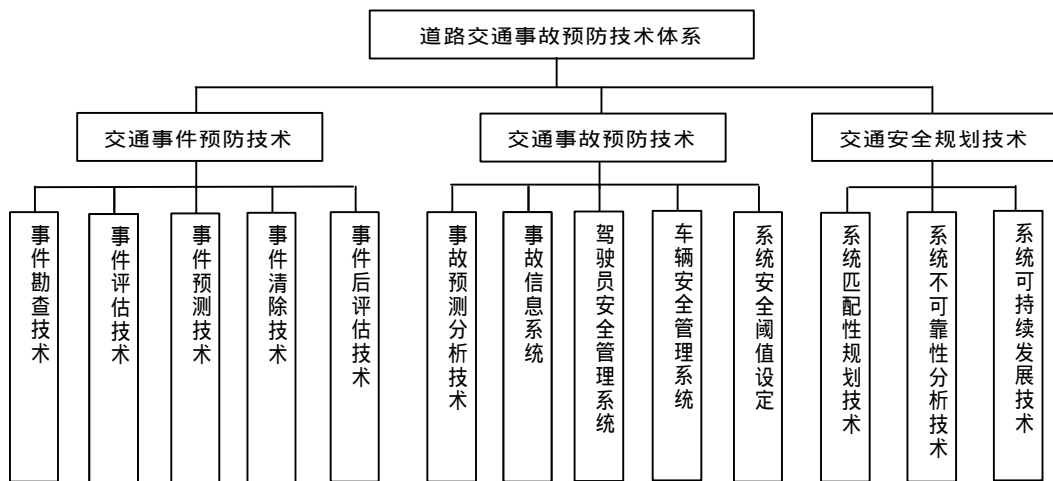 道路交通事故预防技术体系
交通事件预防技术
交通事故预防技术
交通安全规划技术
事件勘查技术
事件评估技术
事件预测技术
事件清除技术
事件后评估技术
事故预测分析技术
事故信息系统
驾驶员安全管理系统
车辆安全管理系统
系统安全阈值设定
系统匹配性规划技术
系统不可靠性分析技术
系统可持续发展技术